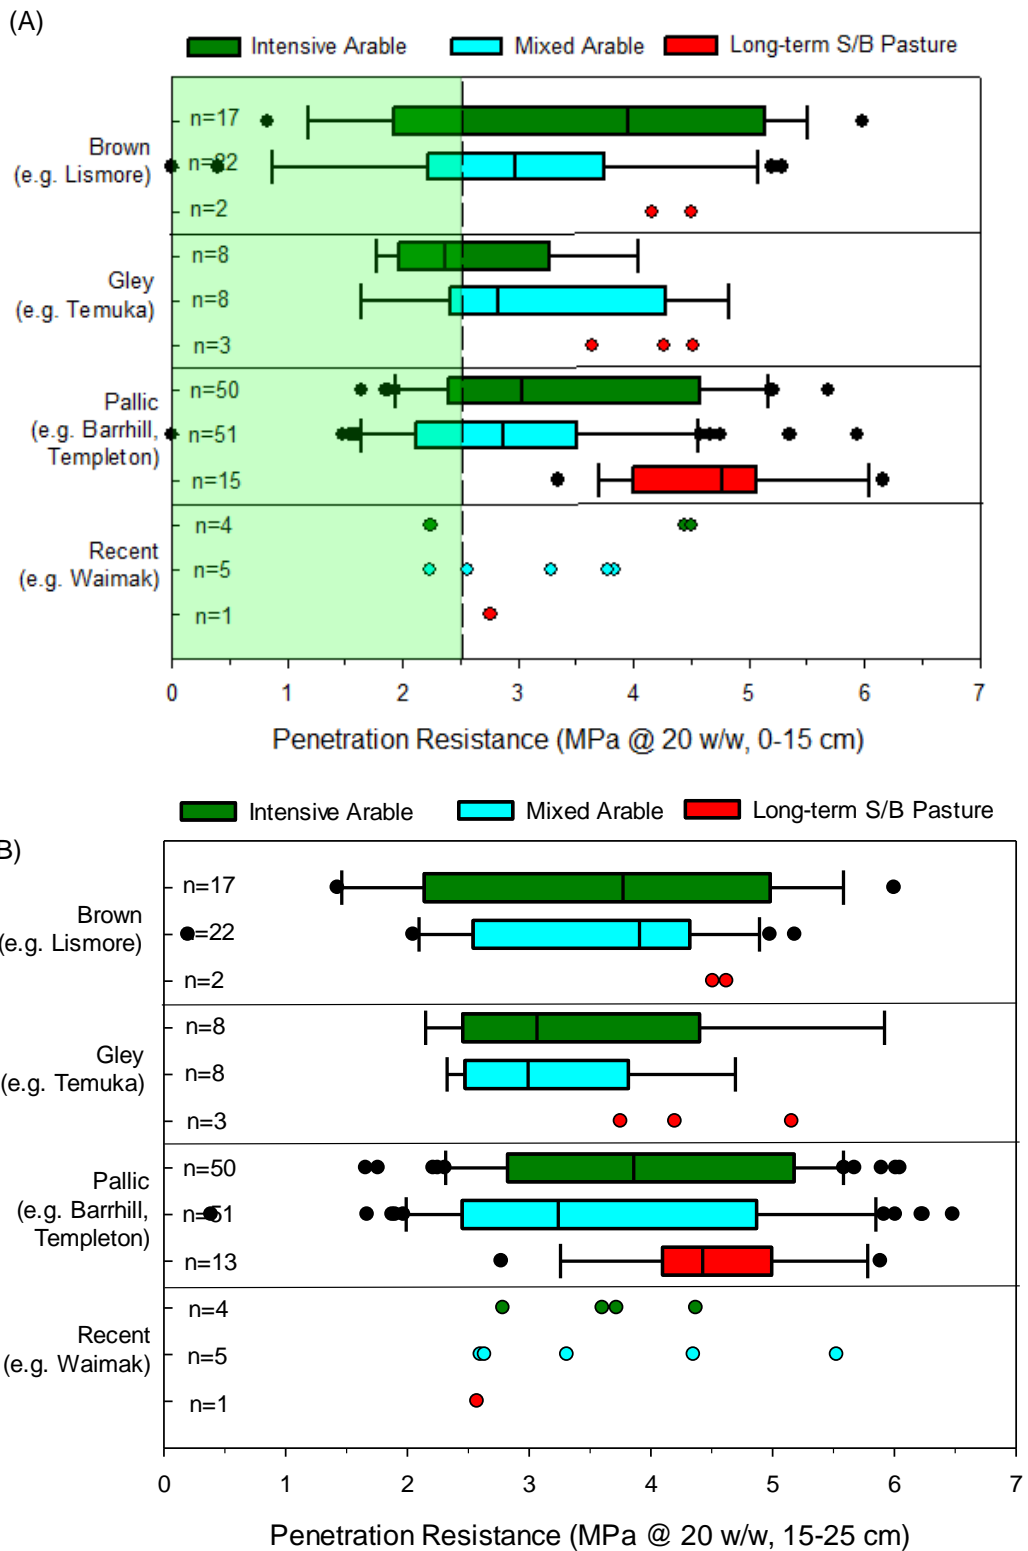 (A)
Intensive Arable Mixed Arable Long-term S/B Pasture
n=17
Brown
(e.g. Lismore)
n=22
n=2
n=8
Gley
(e.g. Temuka)
n=8
n=3
n=50
Pallic
(e.g. Barrhill,
Templeton)
n=51
n=15
n=4
Recent
(e.g. Waimak)
n=5
n=1
0 1 2 3 4 5 6 7
Penetration Resistance (MPa @ 20 w/w, 0-15 cm)
Intensive Arable Mixed Arable Long-term S/B Pasture
B)
n=17
Brown
(e.g. Lismore)
n=22
n=2
n=8
Gley
(e.g. Temuka)
n=8
n=3
n=50
Pallic
(e.g. Barrhill,
Templeton)
n=51
n=13
n=4
Recent
(e.g. Waimak)
n=5
n=1
0 1 2 3 4 5 6 7
Penetration Resistance (MPa @ 20 w/w, 15-25 cm)